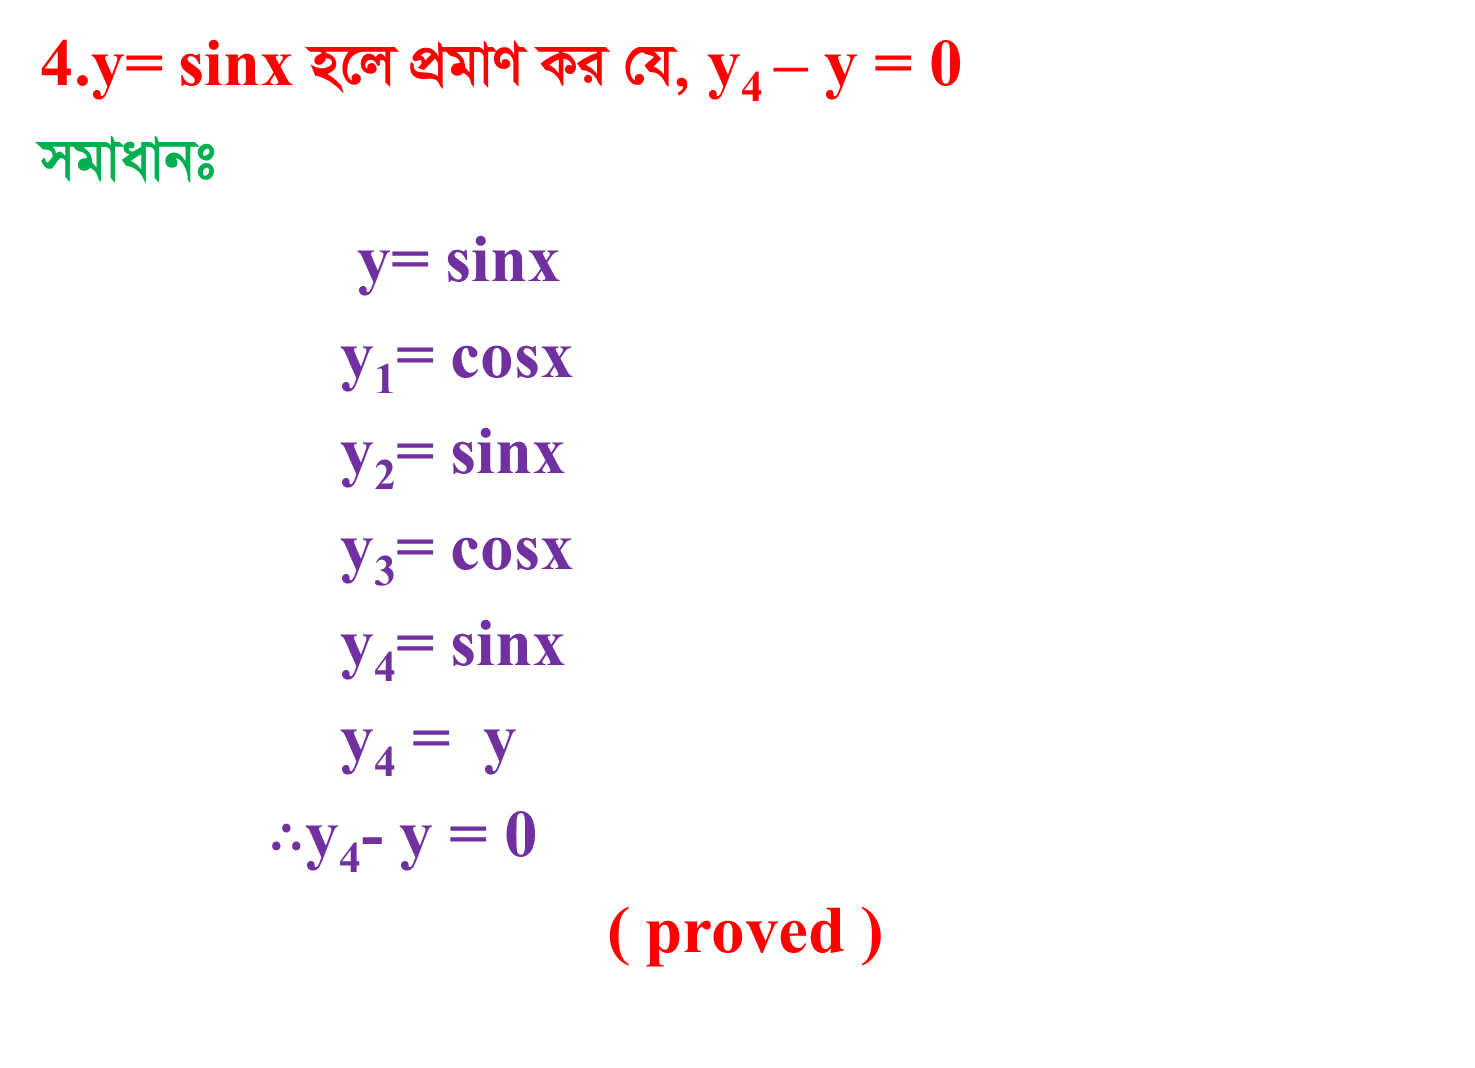 4.y= sinx হলে প্রমাণ কর যে, y₄ – y = 0
সমাধানঃ
y= sinx
y₁= cosx
y₂= sinx
y₃= cosx
y₄= sinx
y₄ = y
∴y₄- y = 0
( proved )